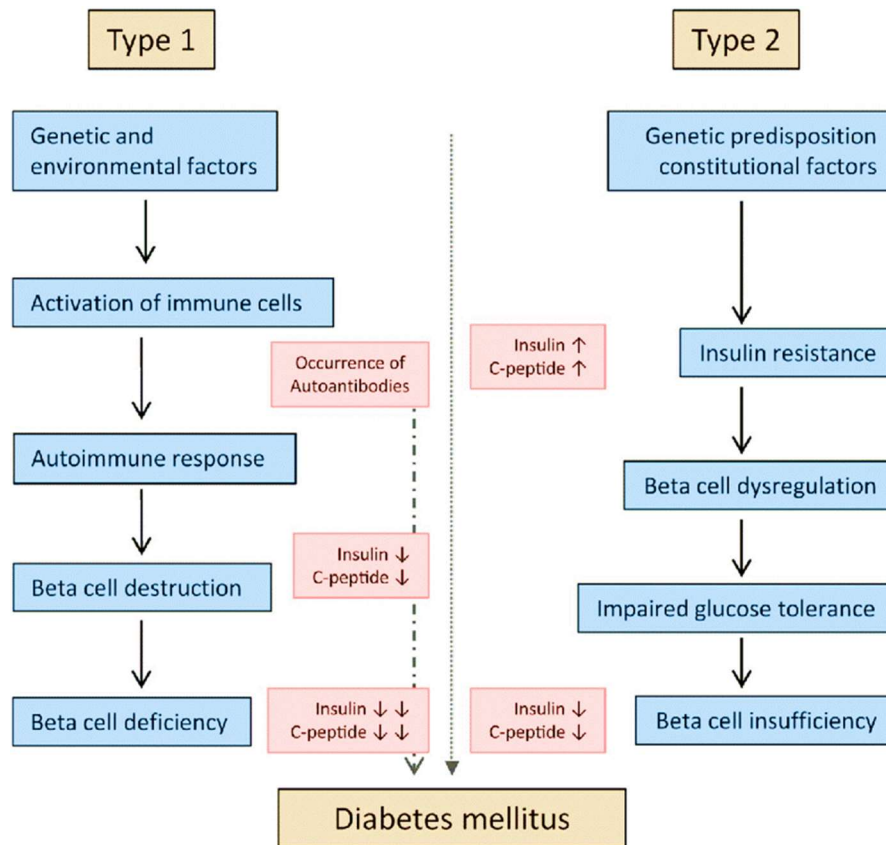 Type 1
Type 2
Genetic and
environmental factors
Genetic predisposition
constitutional factors
Activation of immune cells
Occurrence of
Autoantibodies
Insulin ↑
C-peptide ↑
Insulin resistance
Autoimmune response
Beta cell dysregulation
Insulin ↓
C-peptide ↓
Beta cell destruction
Impaired glucose tolerance
Beta cell deficiency
Insulin ↓ ↓
C-peptide ↓ ↓
Insulin ↓
C-peptide ↓
Beta cell insufficiency
Diabetes mellitus